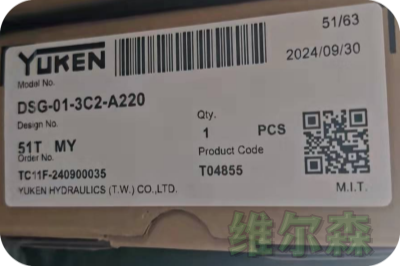 51/63
YUKEN
2024/09/30
Model No.
DSG-01-3C2-A220
Design No.
Qty.
51T MY
1 PCS
Order No.
Product Code
TC11F-240900035
T04855
YUKEN HYDRAULICS (T.W.) CO.,LTD.
M.I.T.
维尔森